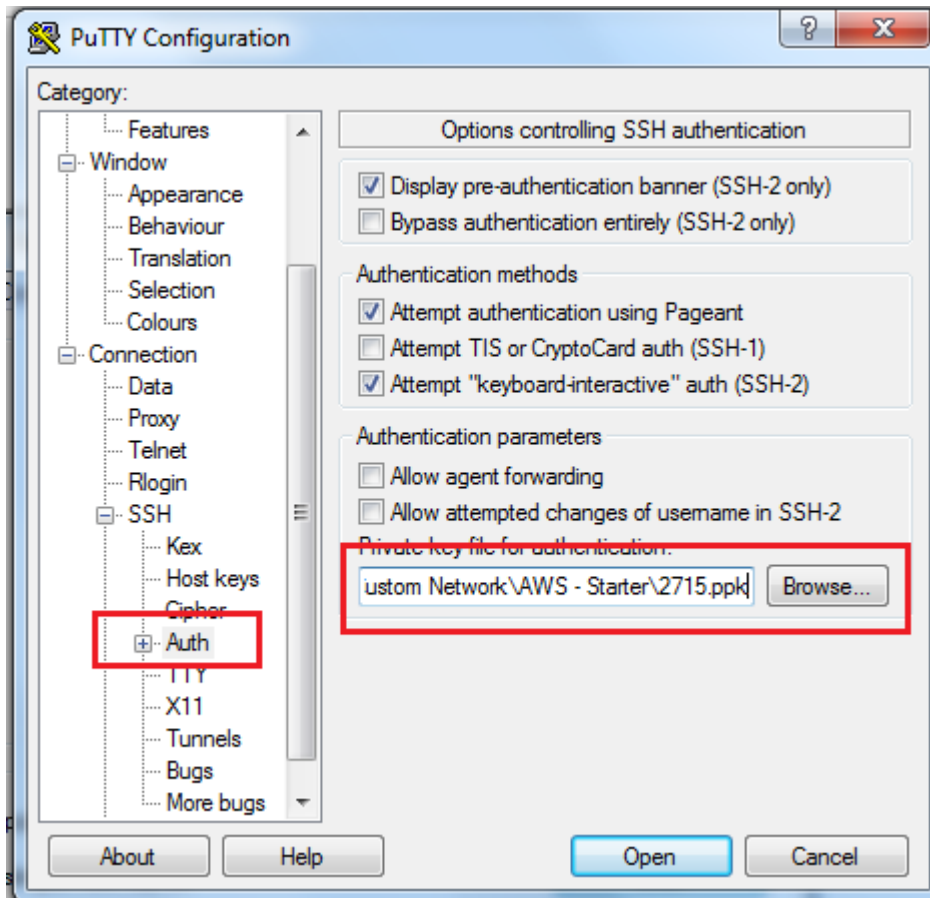 PuTTY Configuration
Category:
Features
Window
Appearance
Behaviour
Translation
Selection
Colours
Connection
Data
Proxy
Telnet
Rlogin
SSH
Kex
Host keys
Cipher
Auth
TTY
X11
Tunnels
Bugs
More bugs
Options controlling SSH authentication
Display pre-authentication banner (SSH-2 only)
Bypass authentication entirely (SSH-2 only)
Authentication methods
Attempt authentication using Pageant
Attempt TIS or CryptoCard auth (SSH-1)
Attempt "keyboard-interactive" auth (SSH-2)
Authentication parameters
Allow agent forwarding
Allow attempted changes of username in SSH-2
Private key file for authentication:
ustom Network\AWS - Starter\2715.ppk
Browse...
About
Help
Open
Cancel